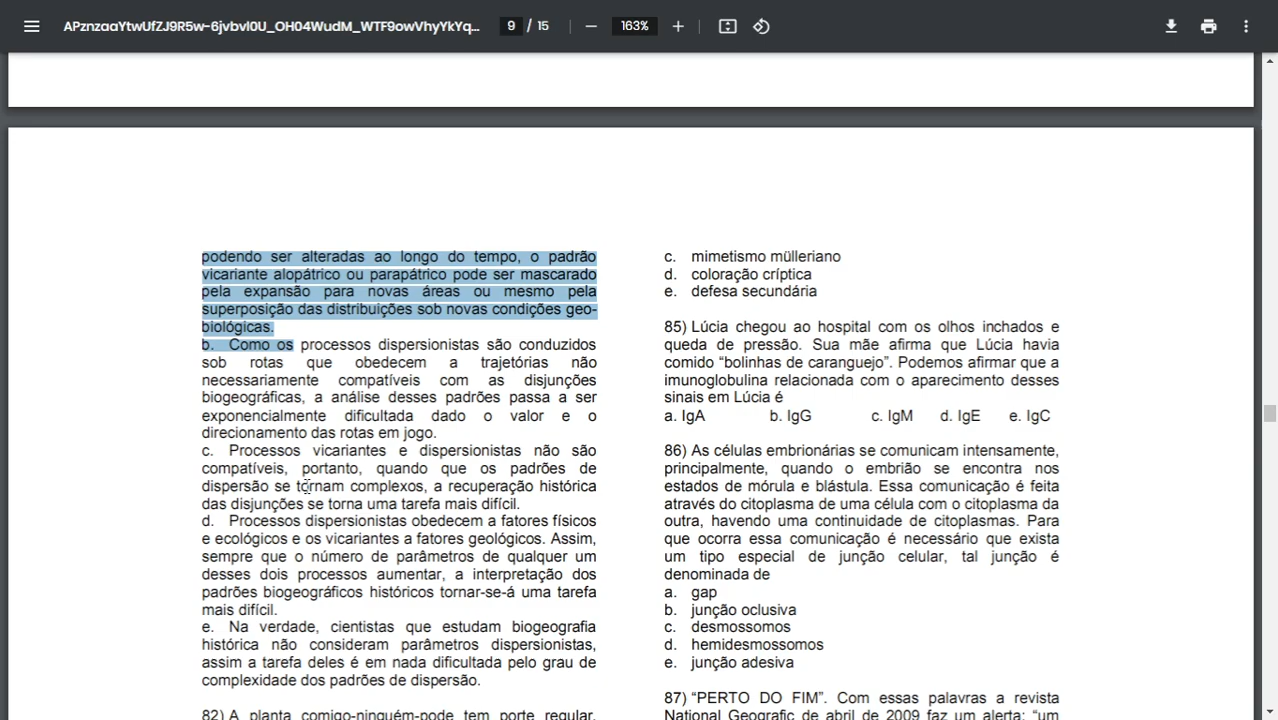 APznzaaYtwUfZJ9R5w-6jvbvl0U_OH04WudM_WTF9owVhyYkYq...
9 / 15
163%
podendo ser alteradas ao longo do tempo, o padrão
vicariante alopátrico ou parapátrico pode ser mascarado
pela expansão para novas áreas ou mesmo pela
superposição das distribuições sob novas condições geo-
biológicas.
b. Como os processos dispersionistas são conduzidos
sob rotas que obedecem a trajetórias não
necessariamente compatíveis com as disjunções
biogeográficas, a análise desses padrões passa a ser
exponencialmente dificultada dado o valor e o
direcionamento das rotas em jogo.
c. Processos vicariantes e dispersionistas não são
compatíveis, portanto, quando que os padrões de
dispersão se tornam complexos, a recuperação histórica
das disjunções se torna uma tarefa mais difícil.
d. Processos dispersionistas obedecem a fatores físicos
e ecológicos e os vicariantes a fatores geológicos. Assim,
sempre que o número de parâmetros de qualquer um
desses dois processos aumentar, a interpretação dos
padrões biogeográficos históricos tornar-se-á uma tarefa
mais difícil.
e. Na verdade, cientistas que estudam biogeografia
histórica não consideram parâmetros dispersionistas,
assim a tarefa deles é em nada dificultada pelo grau de
complexidade dos padrões de dispersão.
82) A planta comigo-ninguém-pode tem porte regular,
c. mimetismo mülleriano
d. coloração críptica
e. defesa secundária
85) Lúcia chegou ao hospital com os olhos inchados e
queda de pressão. Sua mãe afirma que Lúcia havia
comido “bolinhas de caranguejo”. Podemos afirmar que a
imunoglobulina relacionada com o aparecimento desses
sinais em Lúcia é
a. IgA b. IgG c. IgM d. IgE e. IgC
86) As células embrionárias se comunicam intensamente,
principalmente, quando o embrião se encontra nos
estados de mórula e blástula. Essa comunicação é feita
através do citoplasma de uma célula com o citoplasma da
outra, havendo uma continuidade de citoplasmas. Para
que ocorra essa comunicação é necessário que exista
um tipo especial de junção celular, tal junção é
denominada de
a. gap
b. junção oclusiva
c. desmossomos
d. hemidesmossomos
e. junção adesiva
87) “PERTO DO FIM”. Com essas palavras a revista
National Geografic de abril de 2009 faz um alerta: “um